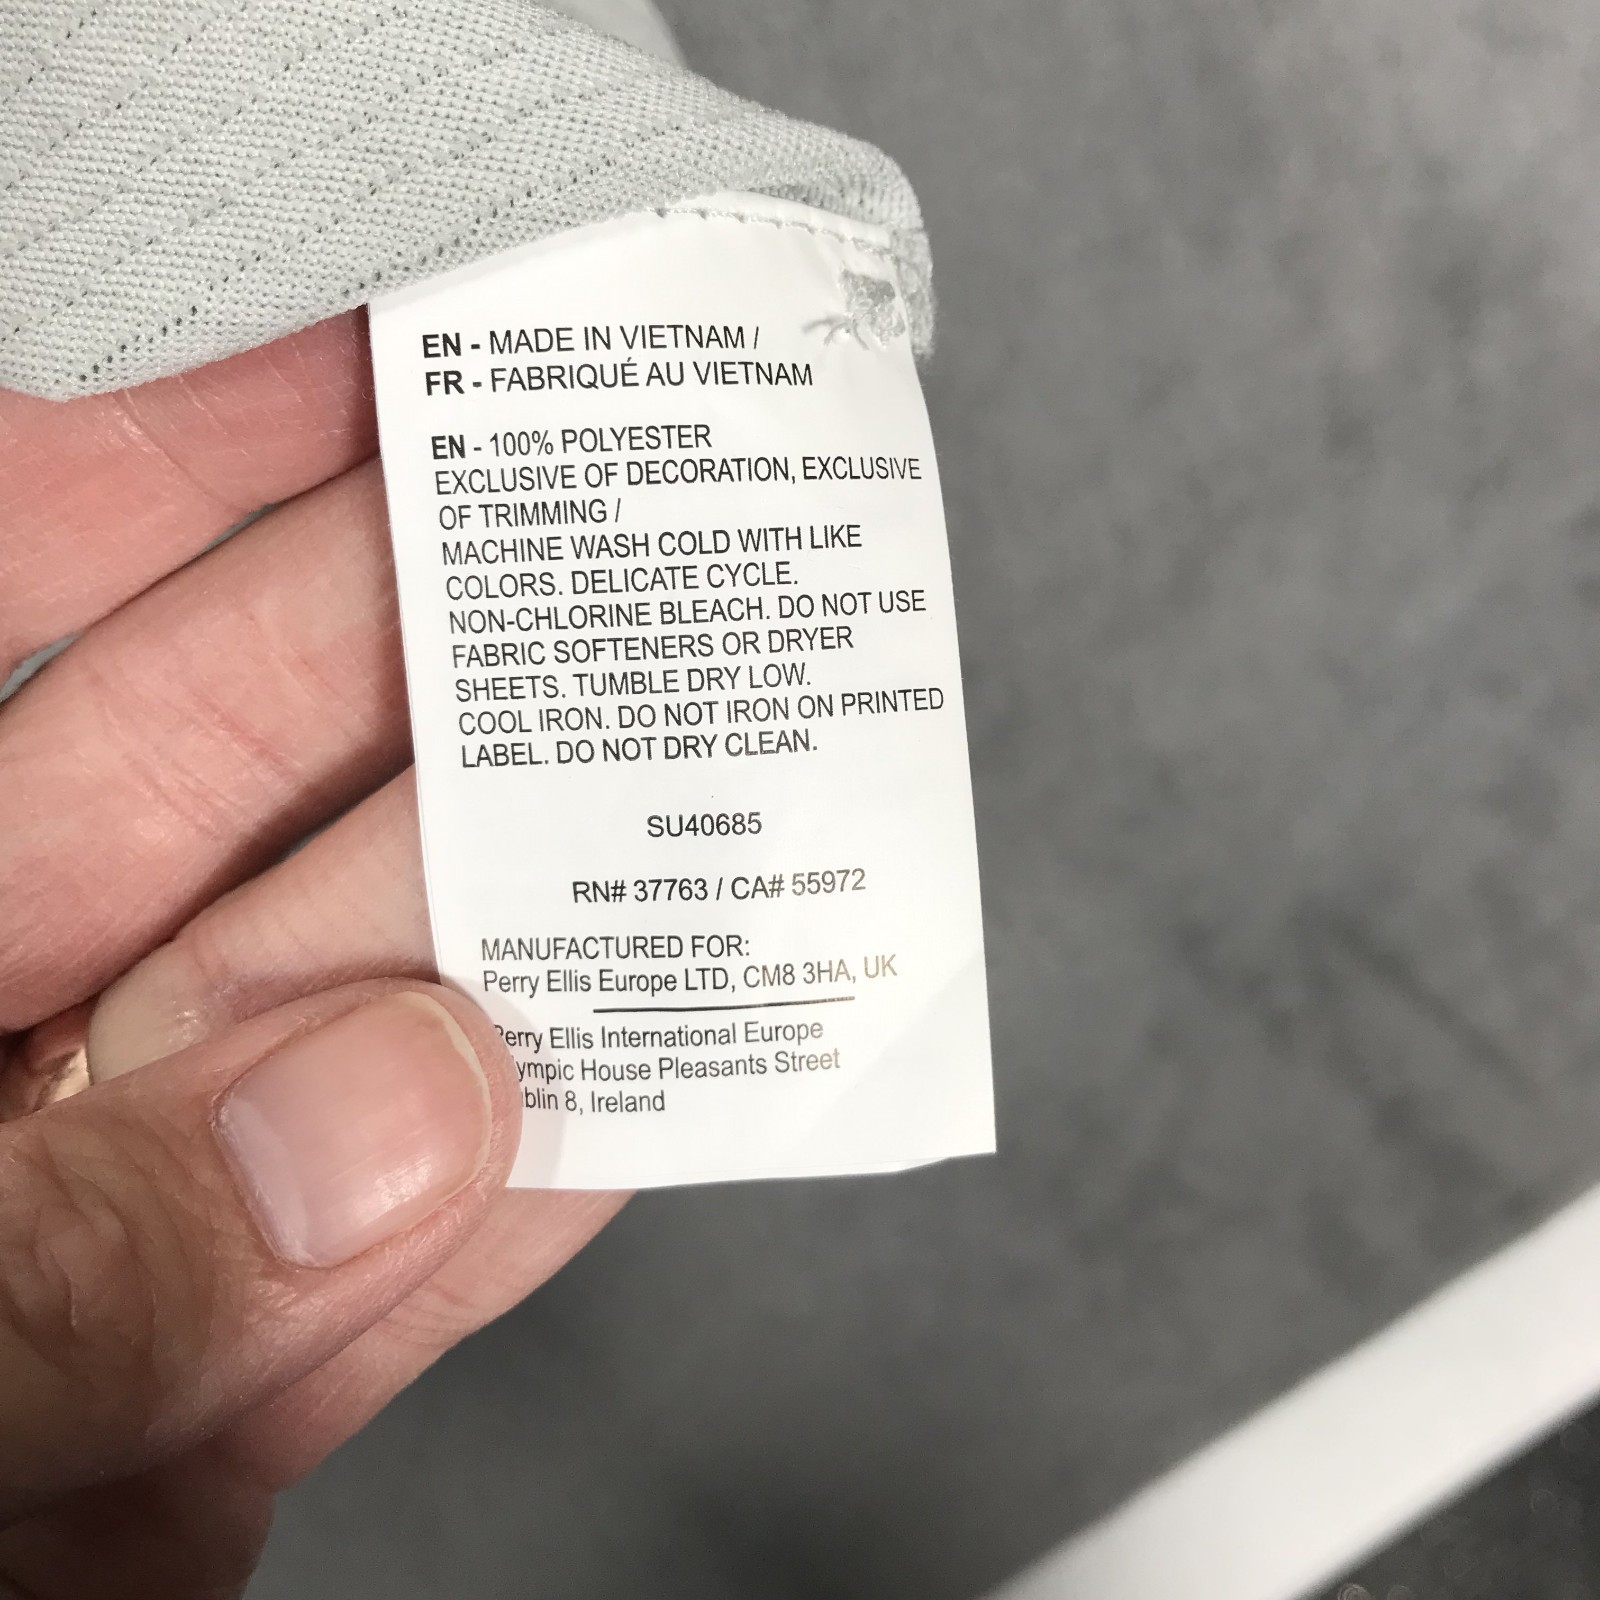 EN - MADE IN VIETNAM /
FR - FABRIQUÉ AU VIETNAM
EN - 100% POLYESTER
EXCLUSIVE OF DECORATION, EXCLUSIVE
OF TRIMMING /
MACHINE WASH COLD WITH LIKE
COLORS. DELICATE CYCLE.
NON-CHLORINE BLEACH. DO NOT USE
FABRIC SOFTENERS OR DRYER
SHEETS. TUMBLE DRY LOW.
COOL IRON. DO NOT IRON ON PRINTED
LABEL. DO NOT DRY CLEAN.
SU40685
RN# 37763 / CA# 55972
MANUFACTURED FOR:
Perry Ellis Europe LTD, CM8 3HA, UK
Perry Ellis International Europe
House Pleasants Street
8, Ireland